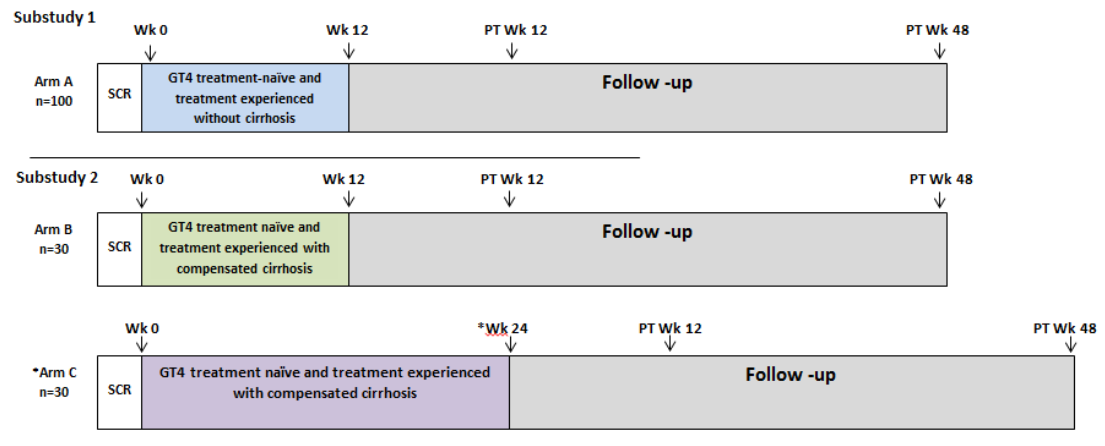 Substudy 1
Wk 0
Wk 12
PT Wk 12
PT Wk 48
Arm A
n=100
SCR
GT4 treatment-naïve and
treatment experienced
without cirrhosis
Follow -up
Substudy 2
Wk 0
Wk 12
PT Wk 12
PT Wk 48
Arm B
n=30
SCR
GT4 treatment naïve and
treatment experienced with
compensated cirrhosis
Follow -up
Wk 0
*Wk 24
PT Wk 12
PT Wk 48
*Arm C
n=30
SCR
GT4 treatment naïve and treatment experienced
with compensated cirrhosis
Follow -up